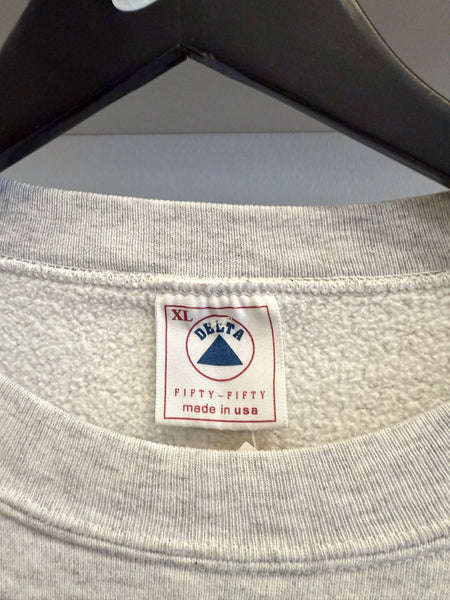 XL
DELTA
FIFTY-FIFTY
made in usa